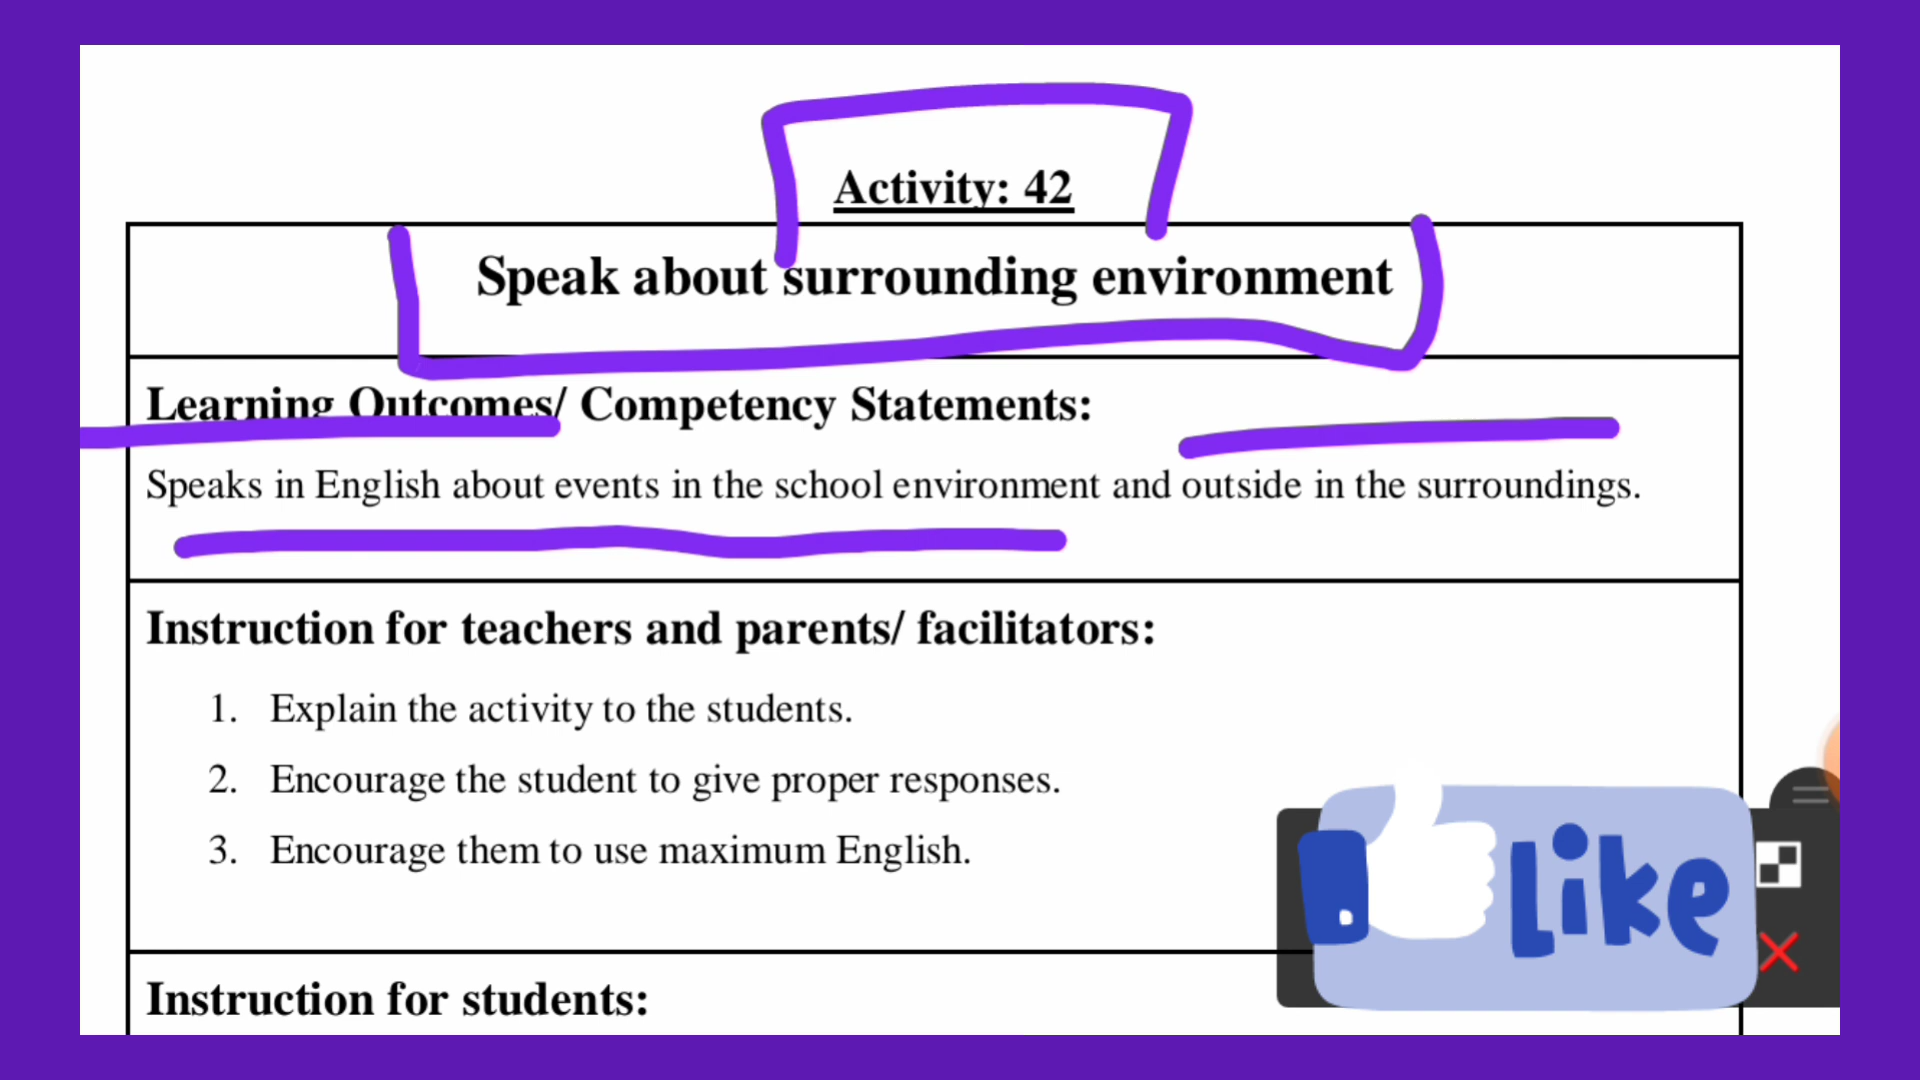 Activity: 42
Speak about surrounding environment
Learning Outcomes/ Competency Statements:
Speaks in English about events in the school environment and outside in the surroundings.
Instruction for teachers and parents/ facilitators:
1. Explain the activity to the students.
2. Encourage the student to give proper responses.
3. Encourage them to use maximum English.
Like
Instruction for students: